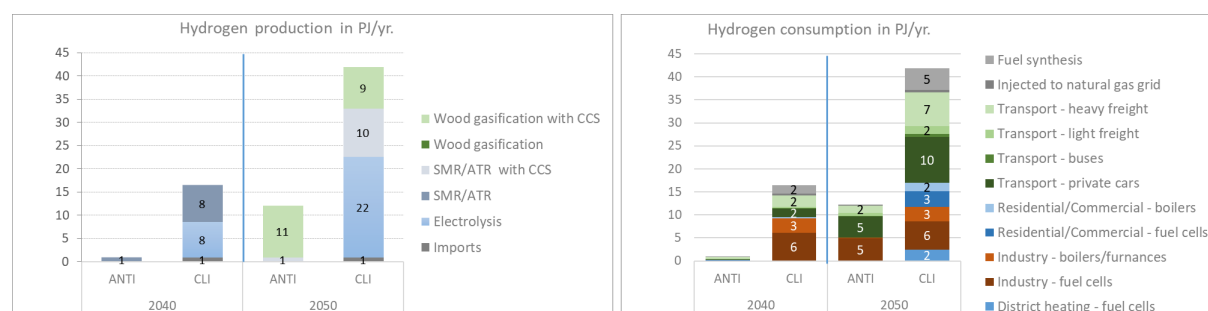 Hydrogen production in PJ/yr.
45
40
35
30
25
20
15
10
5
0
1
8
8
1
11
1
9
10
22
1
ANTI CLI ANTI CLI
2040 2050
Wood gasification with CCS
Wood gasification
SMR/ATR with CCS
SMR/ATR
Electrolysis
Imports
Hydrogen consumption in PJ/yr.
45
40
35
30
25
20
15
10
5
0
2
2
2
3
6
2
5
5
5
7
2
10
2
3
3
6
2
ANTI CLI ANTI CLI
2040 2050
Fuel synthesis
Injected to natural gas grid
Transport - heavy freight
Transport - light freight
Transport - buses
Transport - private cars
Residential/Commercial - boilers
Residential/Commercial - fuel cells
Industry - boilers/furnances
Industry - fuel cells
District heating - fuel cells